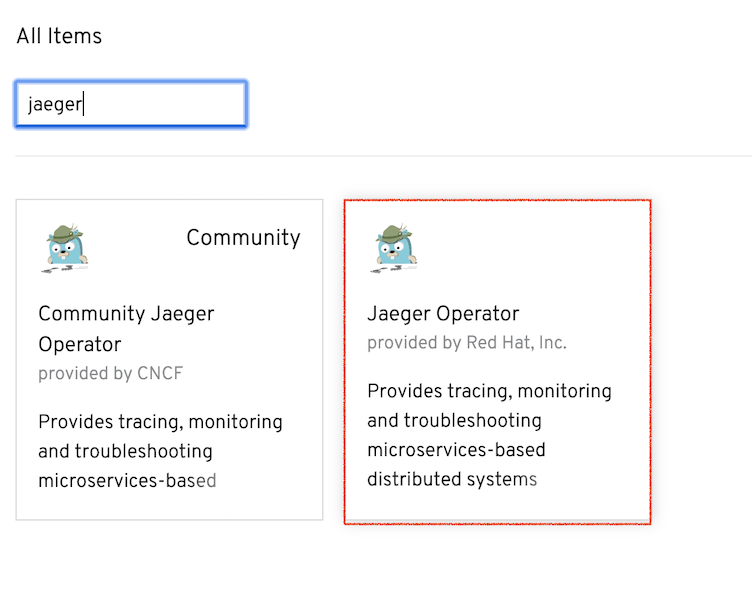 All Items
jaeger
Community
Community Jaeger
Operator
provided by CNCF
Provides tracing, monitoring
and troubleshooting
microservices-based
Jaeger Operator
provided by Red Hat, Inc.
Provides tracing, monitoring
and troubleshooting
microservices-based
distributed systems